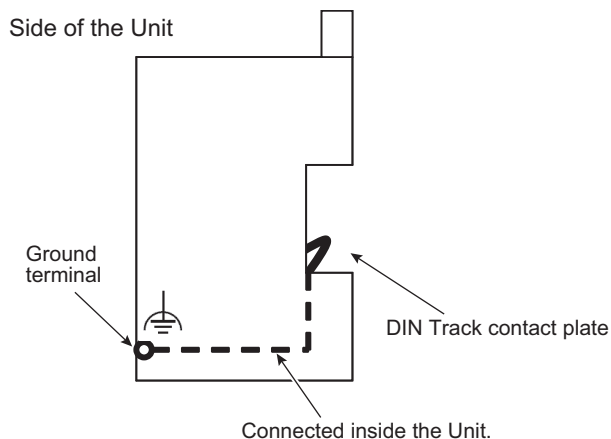 Side of the Unit
Ground
terminal
DIN Track contact plate
Connected inside the Unit.